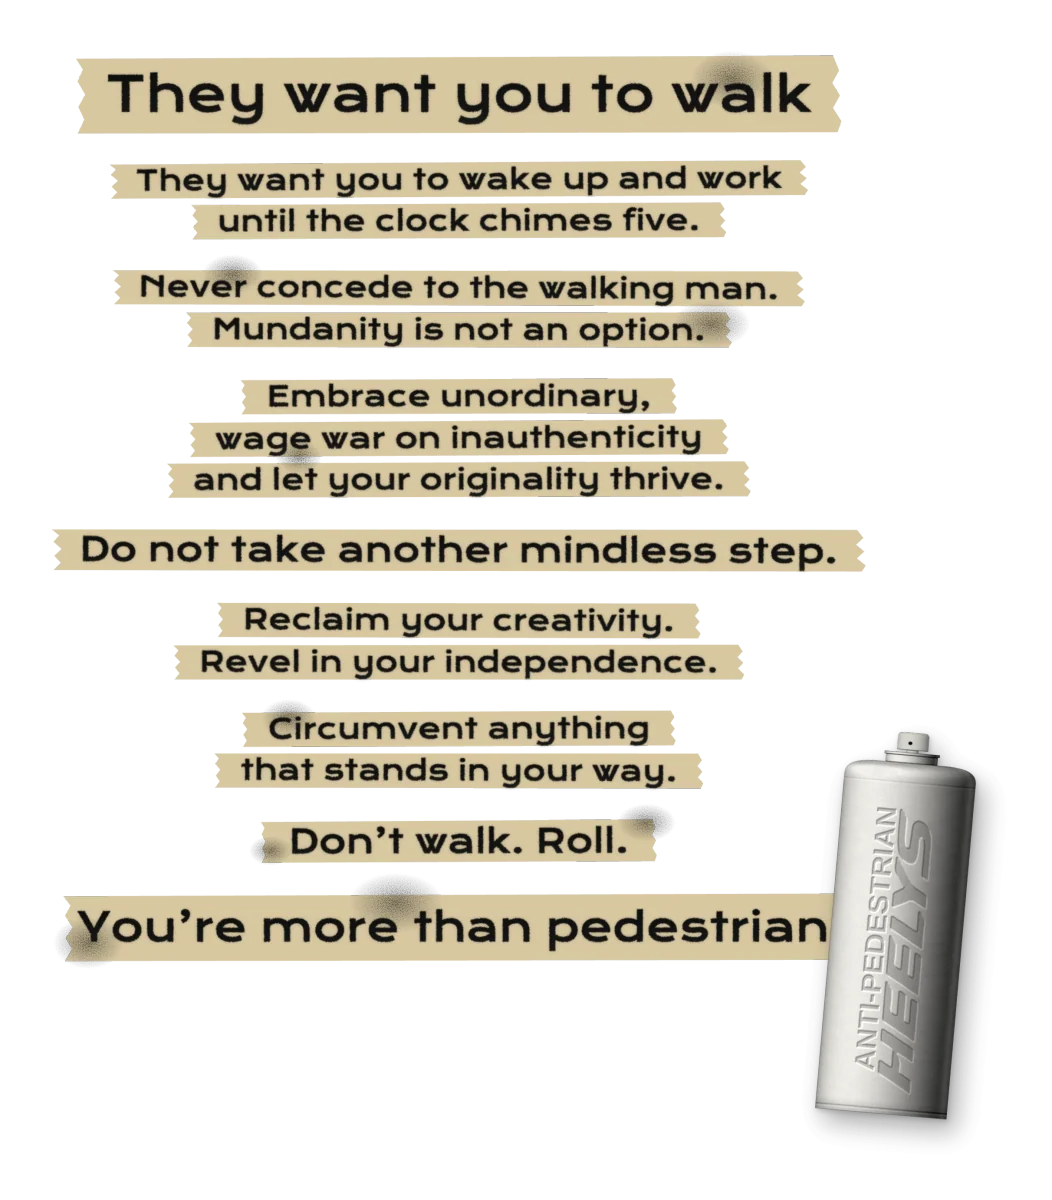 They want you to walk
They want you to wake up and work
until the clock chimes five.
Never concede to the walking man.
Mundanity is not an option.
Embrace unordinary,
wage war on inauthenticity
and let your originality thrive.
Do not take another mindless step.
Reclaim your creativity.
Revel in your independence.
Circumvent anything
that stands in your way.
Don’t walk. Roll.
You’re more than pedestrian
ANTI-PEDESTRIAN
HEELYS